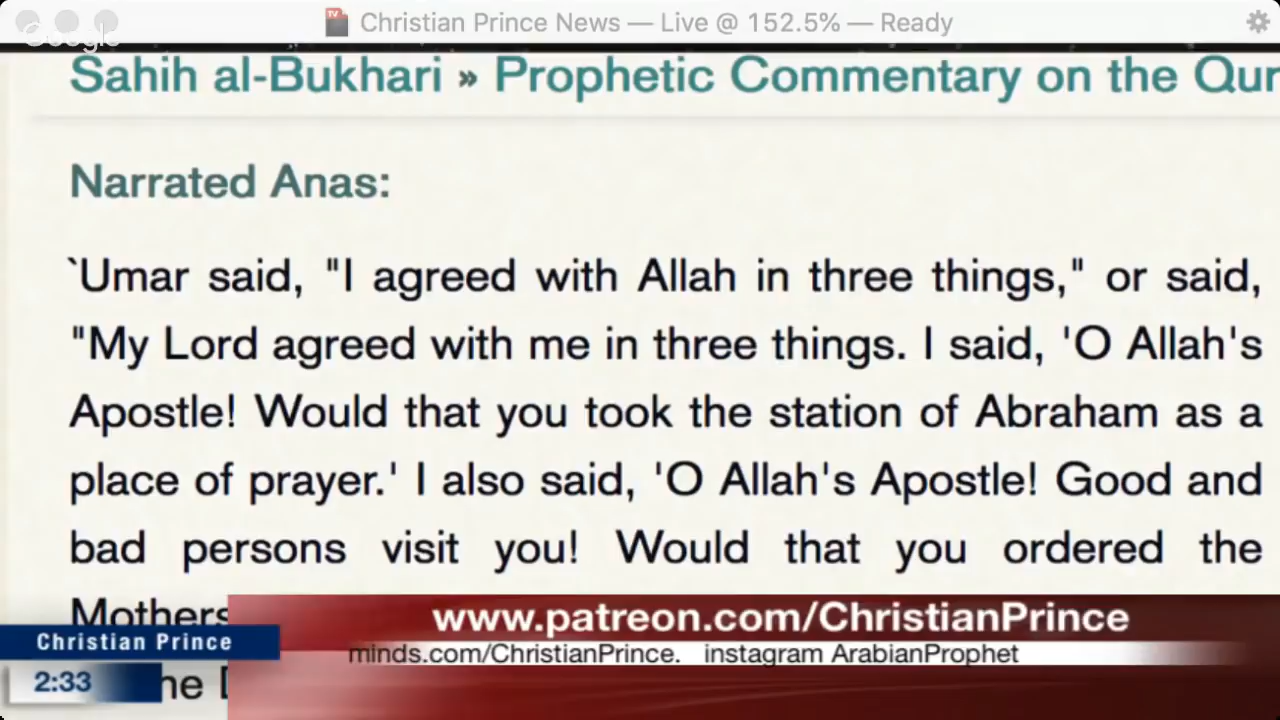 Christian Prince News — Live @ 152.5% — Ready
Google
Sahih al-Bukhari » Prophetic Commentary on the Qur
Narrated Anas:
`Umar said, "I agreed with Allah in three things," or said,
"My Lord agreed with me in three things. I said, 'O Allah's
Apostle! Would that you took the station of Abraham as a
place of prayer.' I also said, 'O Allah's Apostle! Good and
bad persons visit you! Would that you ordered the
Mothers
www.patreon.com/ChristianPrince
Christian Prince
minds.com/ChristianPrince. instagram ArabianProphet
2:33
he